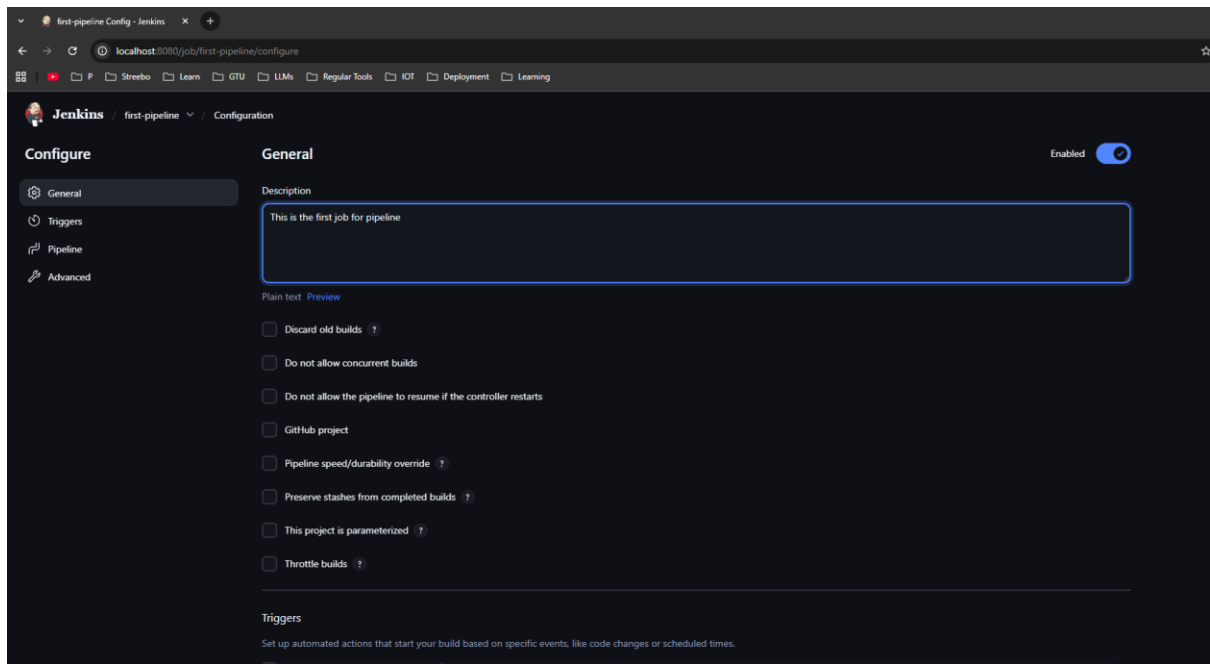 first-pipeline Config - Jenkins
localhost:8080/job/first-pipeline/configure
P Streebo Learn GTU LLMs Regular Tools IOT Deployment Learning
Jenkins / first-pipeline / Configuration
Configure
General
Triggers
Pipeline
Advanced
General
Enabled
Description
This is the first job for pipeline
Plain text Preview
Discard old builds ?
Do not allow concurrent builds
Do not allow the pipeline to resume if the controller restarts
GitHub project
Pipeline speed/durability override ?
Preserve stashes from completed builds ?
This project is parameterized ?
Throttle builds ?
Triggers
Set up automated actions that start your build based on specific events, like code changes or scheduled times.